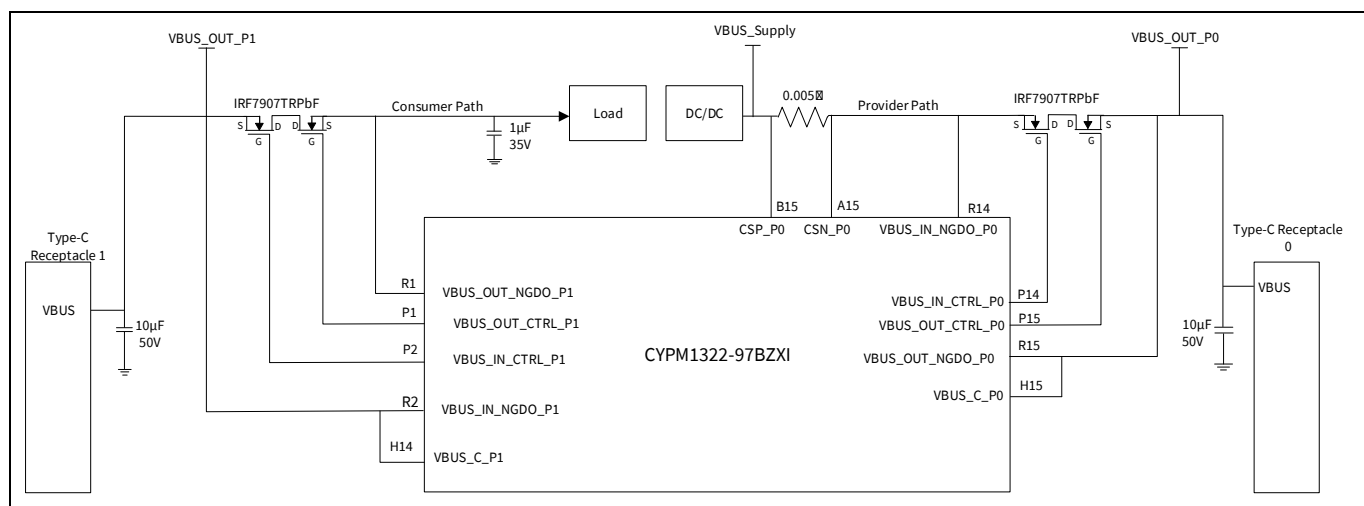 VBUS_OUT_P1
VBUS_Supply
VBUS_OUT_P0
IRF7907TRPbF
Consumer Path
Load
DC/DC
0.005
Provider Path
IRF7907TRPbF
S
D
D
S
G
G
1µF
35V
S
D
D
S
G
G
B15
A15
R14
CSP_P0
CSN_P0
VBUS_IN_NGDO_P0
Type-C
Receptacle 1
VBUS
10µF
50V
R1
VBUS_OUT_NGDO_P1
P1
VBUS_OUT_CTRL_P1
P2
VBUS_IN_CTRL_P1
R2
VBUS_IN_NGDO_P1
H14
VBUS_C_P1
CYPM1322-97BZXI
VBUS_IN_CTRL_P0
P14
VBUS_OUT_CTRL_P0
P15
VBUS_OUT_NGDO_P0
R15
VBUS_C_P0
H15
Type-C Receptacle
0
VBUS
10µF
50V